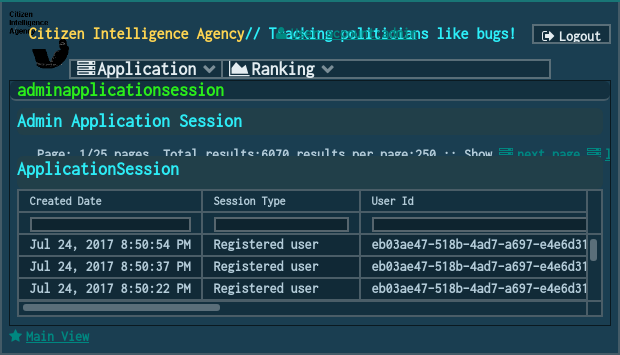 Citizen
Intelligence
Agency
Citizen Intelligence Agency// Tracking politicians like bugs!
Logout
Application Ranking
adminapplicationsession
Admin Application Session
Page: 1/25 pages. Total results:6070 results per page:250 :: Show next page
ApplicationSession
Created Date Session Type User Id
Jul 24, 2017 8:50:54 PM Registered user eb03ae47-518b-4ad7-a697-e4e6d31
Jul 24, 2017 8:50:37 PM Registered user eb03ae47-518b-4ad7-a697-e4e6d31
Jul 24, 2017 8:50:22 PM Registered user eb03ae47-518b-4ad7-a697-e4e6d31
Main View